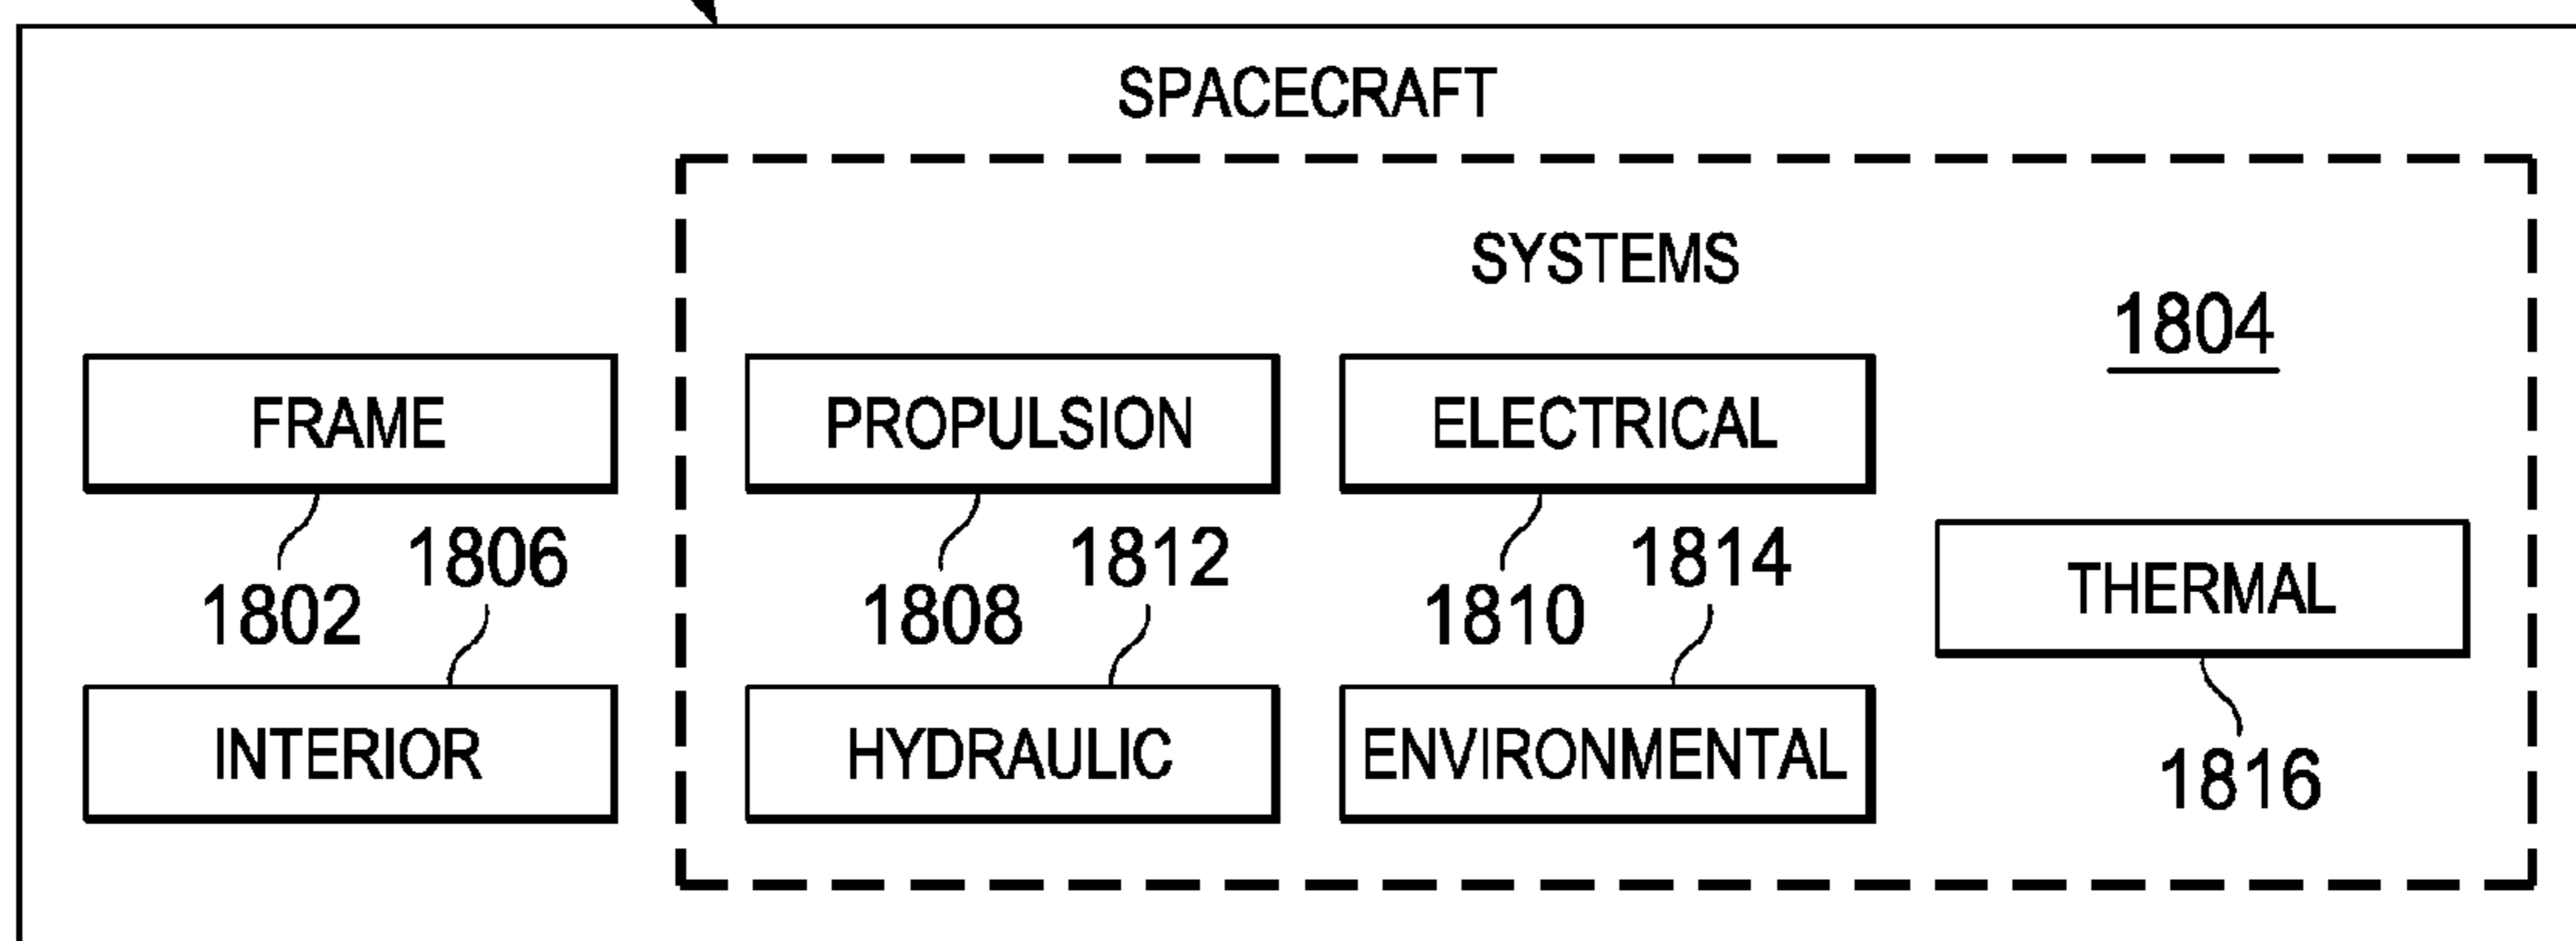 SPACECRAFT
SYSTEMS
1804
FRAME
PROPULSION
ELECTRICAL
1806
1812
1814
1802
1808
1810
THERMAL
INTERIOR
HYDRAULIC
ENVIRONMENTAL
1816